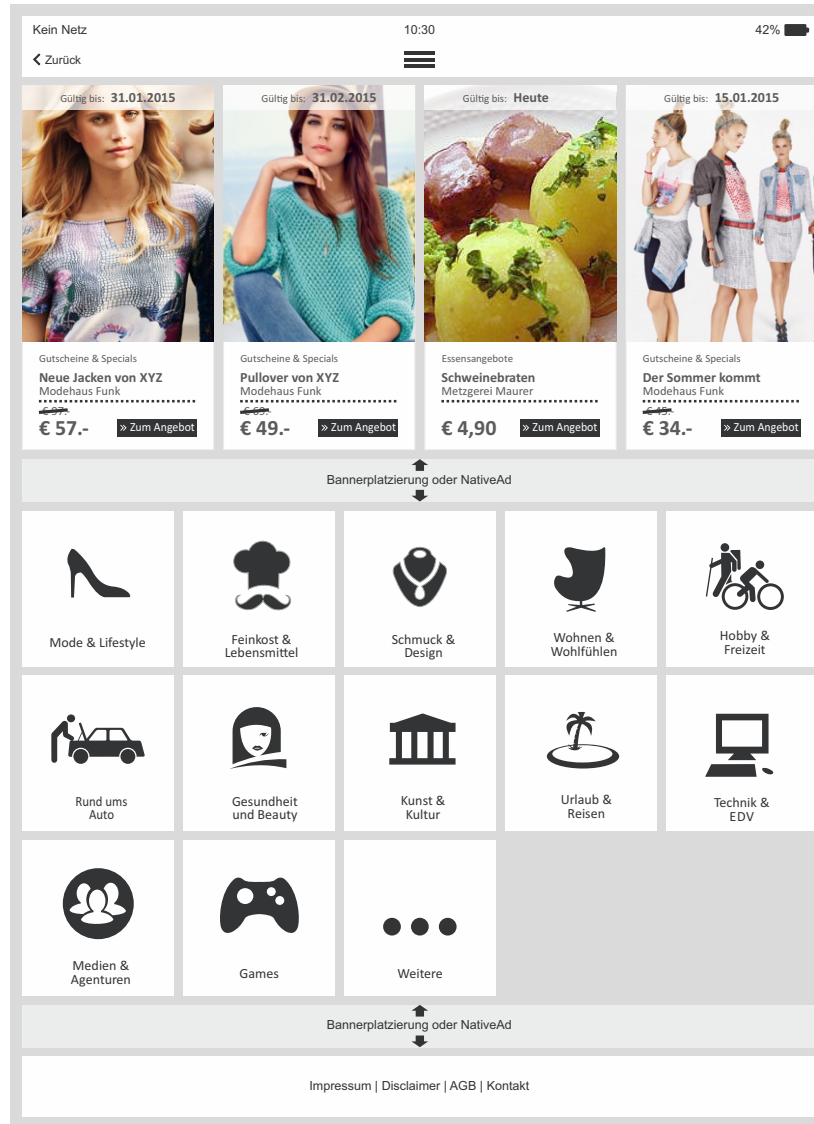 Kein Netz 10:30 42%
Zurück
Gültig bis: 31.01.2015
Gültig bis: 31.02.2015
Gültig bis: Heute
Gültig bis: 15.01.2015
Gutscheine & Specials
Neue Jacken von XYZ
Modehaus Funk
€ 97.-
€ 57.- » Zum Angebot
Gutscheine & Specials
Pullover von XYZ
Modehaus Funk
€ 69.-
€ 49.- » Zum Angebot
Essensangebote
Schweinebraten
Metzgerei Maurer
€ 4,90 » Zum Angebot
Gutscheine & Specials
Der Sommer kommt
Modehaus Funk
€ 45.-
€ 34.- » Zum Angebot
Bannerplatzierung oder NativeAd
Mode & Lifestyle
Feinkost &
Lebensmittel
Schmuck &
Design
Wohnen &
Wohlfühlen
Hobby &
Freizeit
Rund ums
Auto
Gesundheit
und Beauty
Kunst &
Kultur
Urlaub &
Reisen
Technik &
EDV
Medien &
Agenturen
Games
Weitere
Bannerplatzierung oder NativeAd
Impressum | Disclaimer | AGB | Kontakt